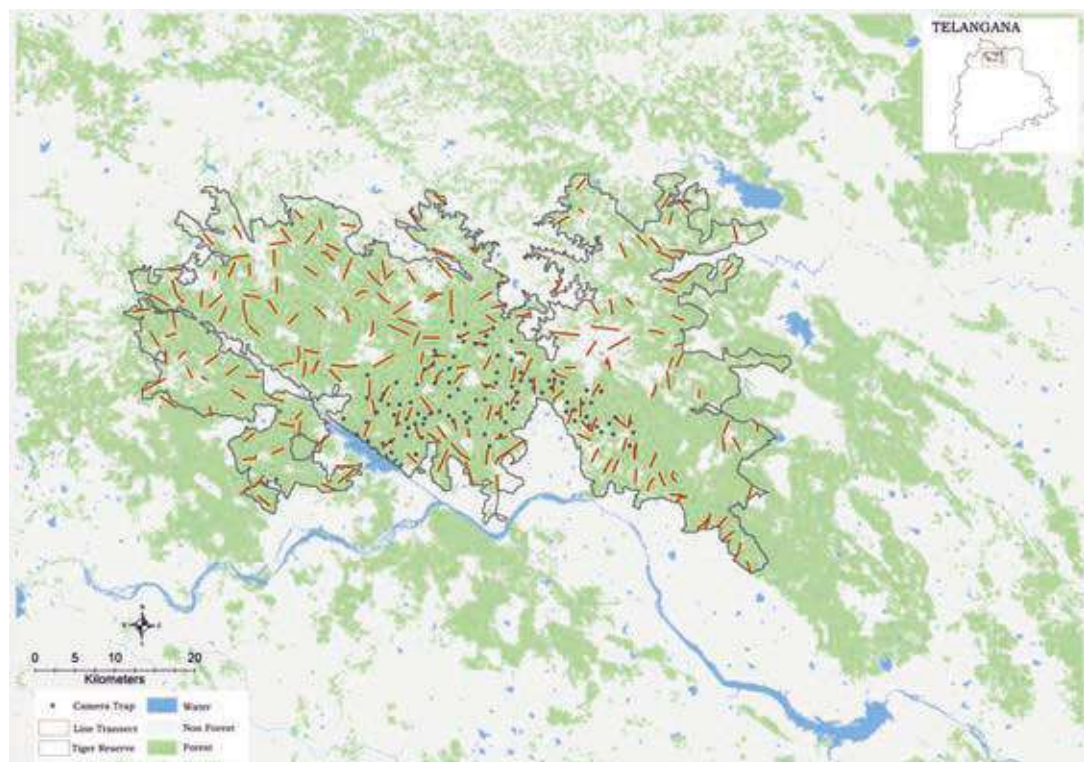 TELANGANA
N
0 5 10 20
Kilometers
Camera Trap Water
Line Transect Non Forest
Tiger Reserve Forest